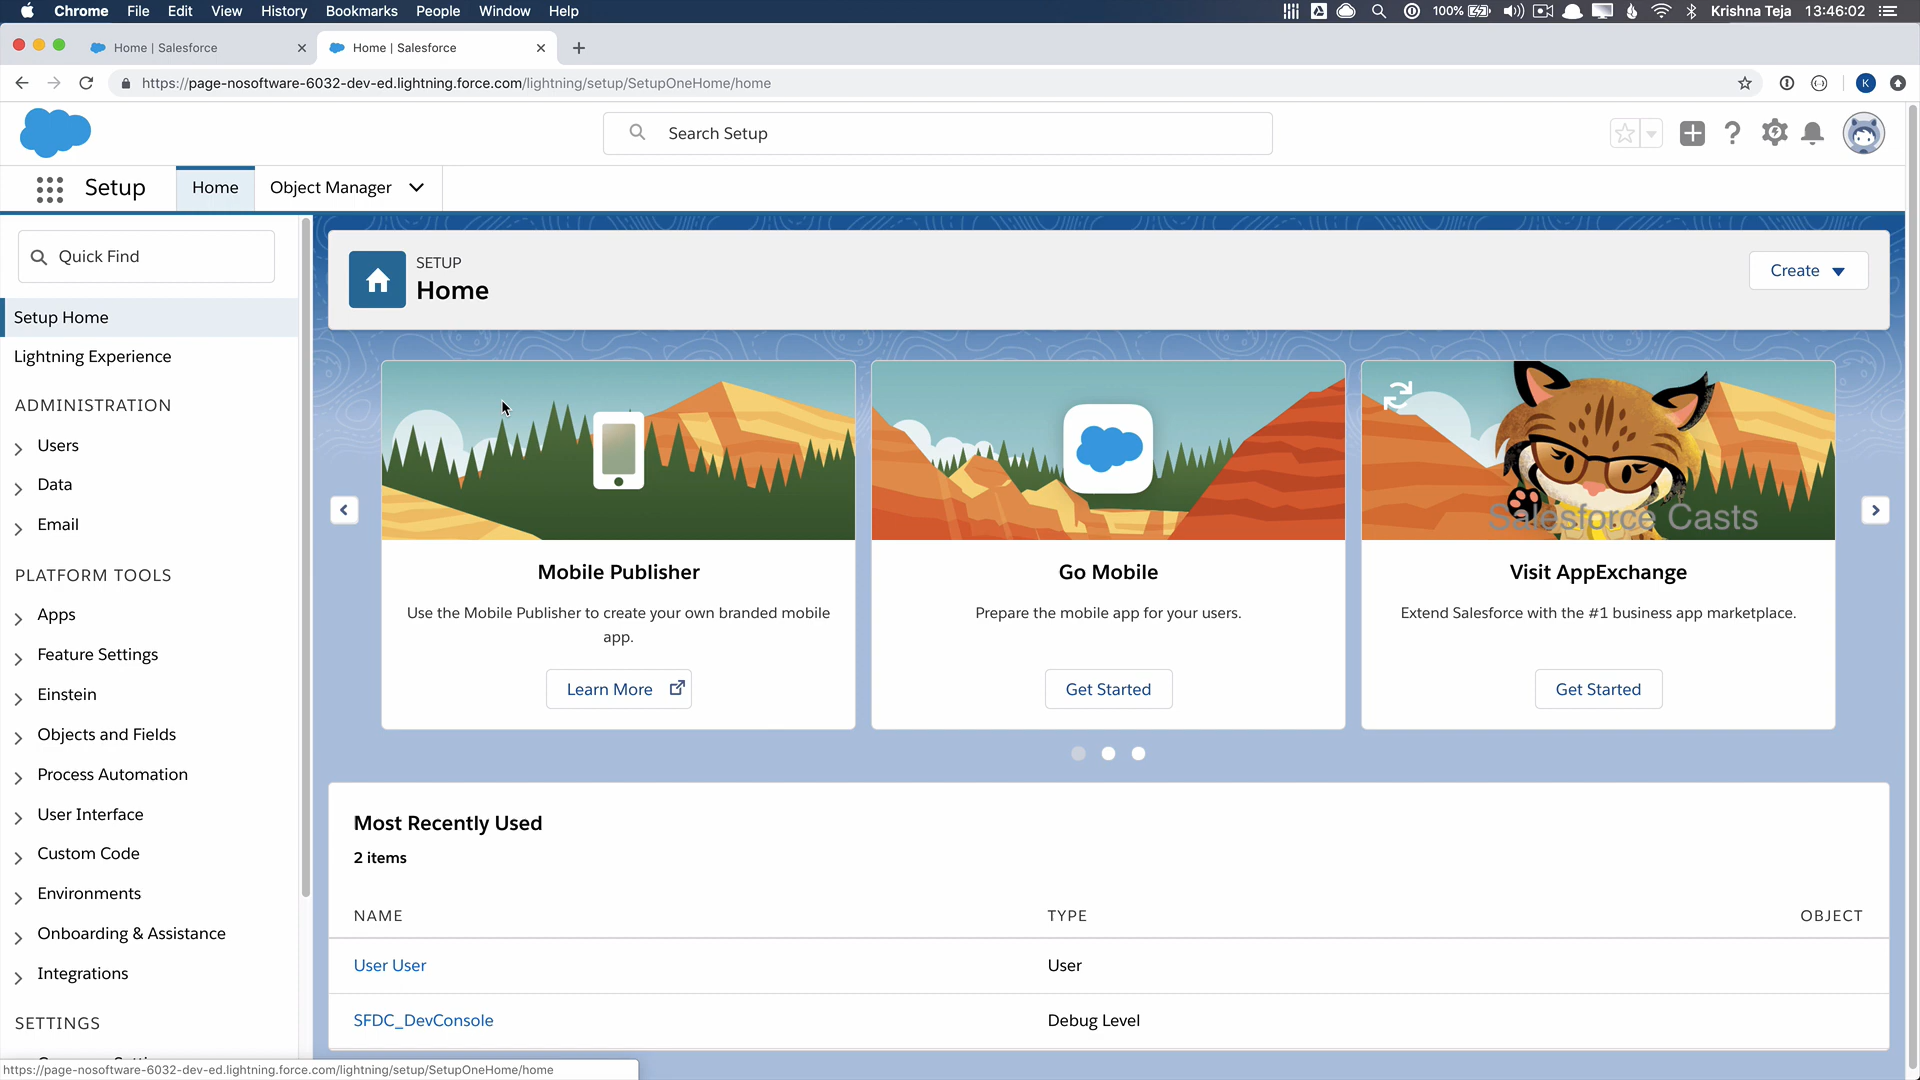 Chrome File Edit View History Bookmarks People Window Help 100% Krishna Teja 13:46:02
Home | Salesforce
Home | Salesforce
https://page-nosoftware-6032-dev-ed.lightning.force.com/lightning/setup/SetupOneHome/home
K
Search Setup
Setup
Home
Object Manager
Quick Find
Setup Home
Lightning Experience
ADMINISTRATION
Users
Data
Email
PLATFORM TOOLS
Apps
Feature Settings
Einstein
Objects and Fields
Process Automation
User Interface
Custom Code
Environments
Onboarding & Assistance
Integrations
SETTINGS
SETUP
Home
Create
Salesforce Casts
Mobile Publisher
Use the Mobile Publisher to create your own branded mobile
app.
Learn More
Go Mobile
Prepare the mobile app for your users.
Get Started
Visit AppExchange
Extend Salesforce with the #1 business app marketplace.
Get Started
Most Recently Used
2 items
NAME TYPE OBJECT
User User User
SFDC_DevConsole Debug Level
https://page-nosoftware-6032-dev-ed.lightning.force.com/lightning/setup/SetupOneHome/home